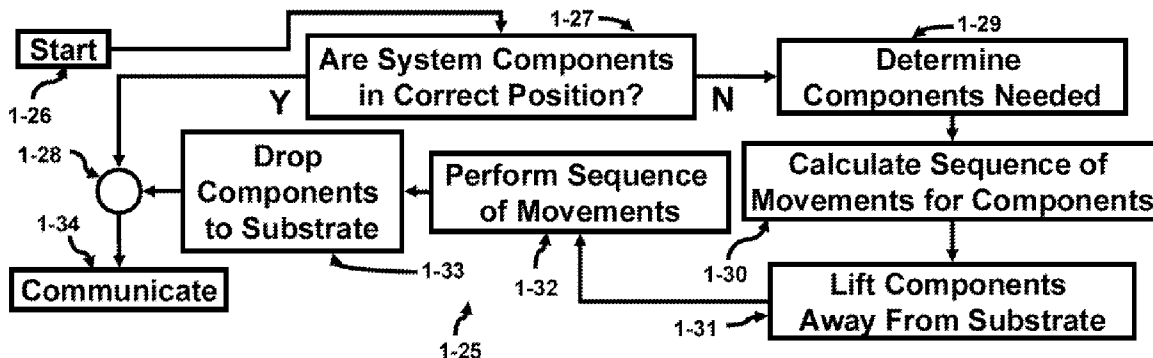 1-27
1-29
Start
Are System Components
in Correct Position?
Determine
Components Needed
1-26
Y
N
1-28
Drop
Components
to Substrate
Perform Sequence
of Movements
Calculate Sequence of
Movements for Components
1-34
1-33
1-32
1-30
Communicate
Lift Components
Away From Substrate
1-31
1-25